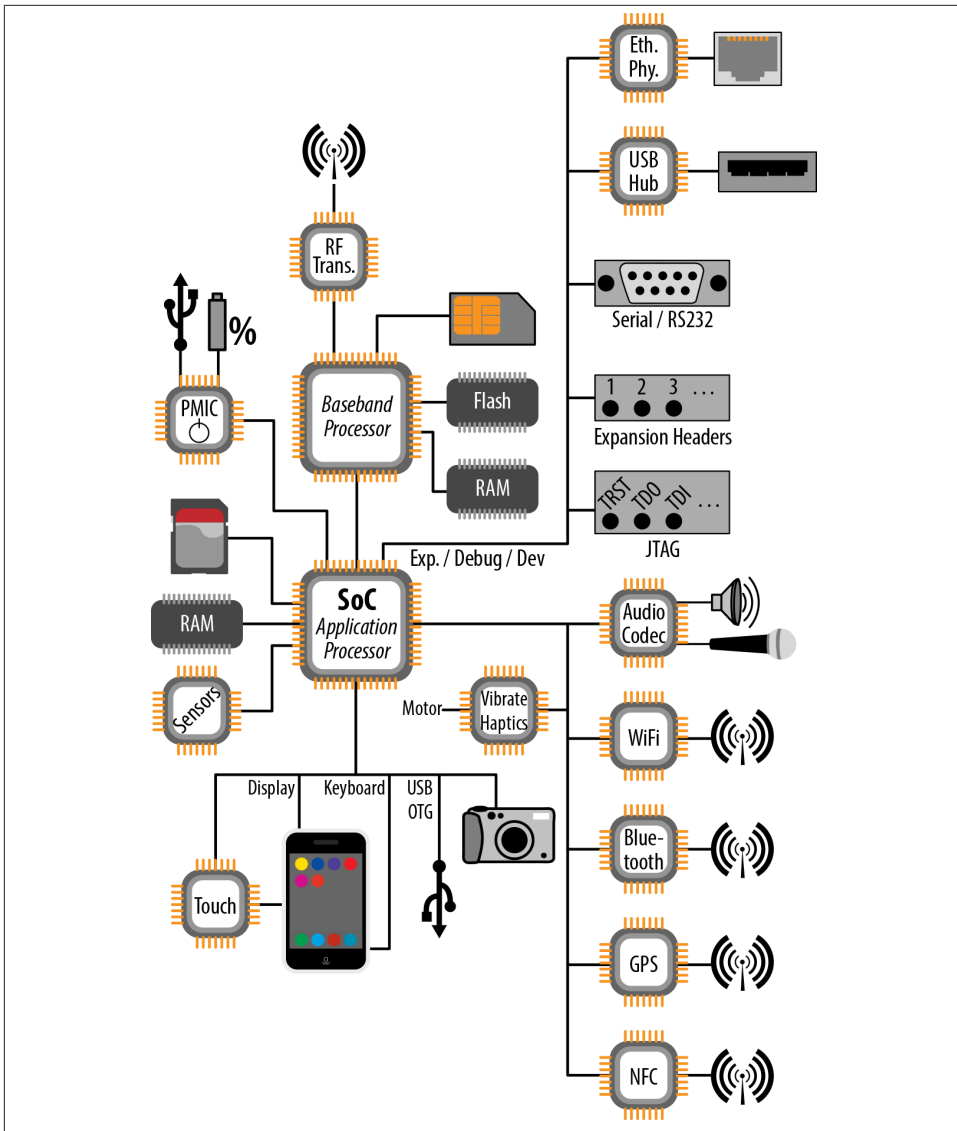 Eth.
Phy.
USB
Hub
RF
Trans.
Serial / RS232
%
PMIC
Baseband
Processor
Flash
1 2 3 ...
Expansion Headers
RAM
TRST TDO TDI ...
JTAG
Exp. / Debug / Dev
SoC
Application
Processor
RAM
Audio
Codec
Sensors
Motor
Vibrate
Haptics
WiFi
Display
Keyboard
USB
OTG
Blue-
tooth
Touch
GPS
NFC